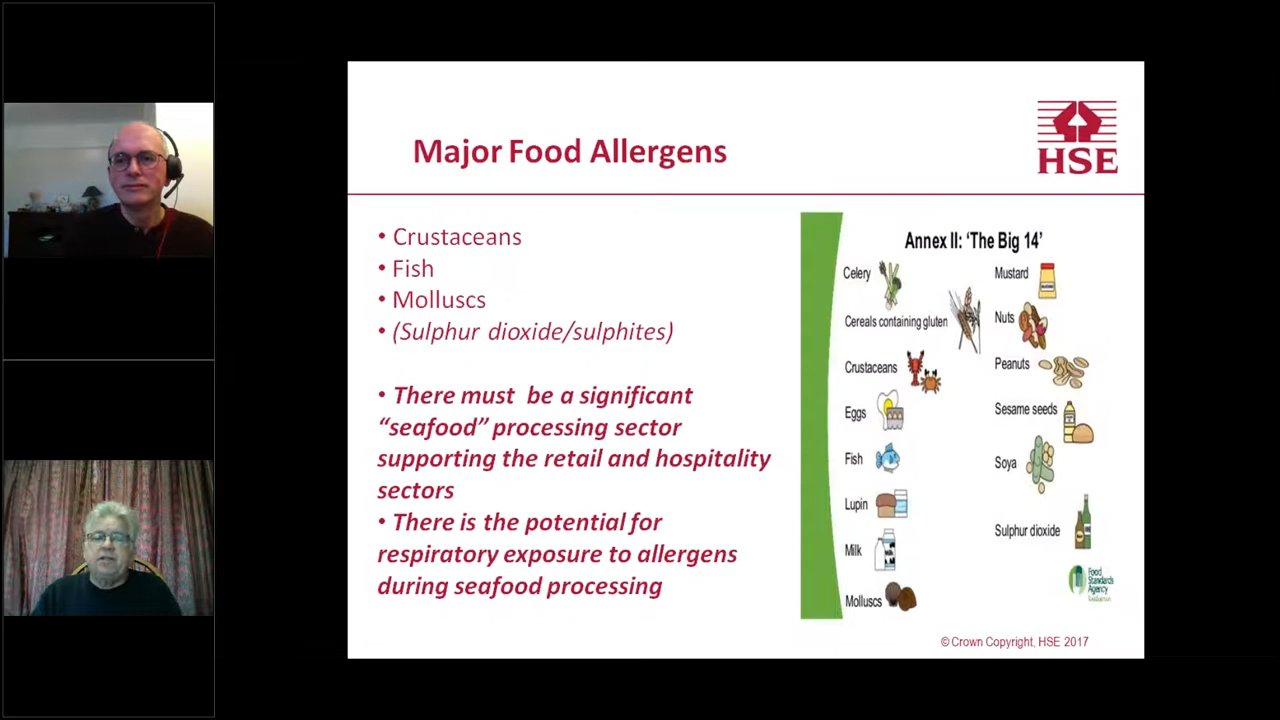 Major Food Allergens
HSE
• Crustaceans
• Fish
• Molluscs
• (Sulphur dioxide/sulphites)
• There must be a significant
“seafood” processing sector
supporting the retail and hospitality
sectors
• There is the potential for
respiratory exposure to allergens
during seafood processing
Annex II: ‘The Big 14’
Celery
Cereals containing gluten
Crustaceans
Eggs
Fish
Lupin
Milk
Molluscs
Mustard
Nuts
Peanuts
Sesame seeds
Soya
Sulphur dioxide
Food
Standards
Agency
© Crown Copyright, HSE 2017